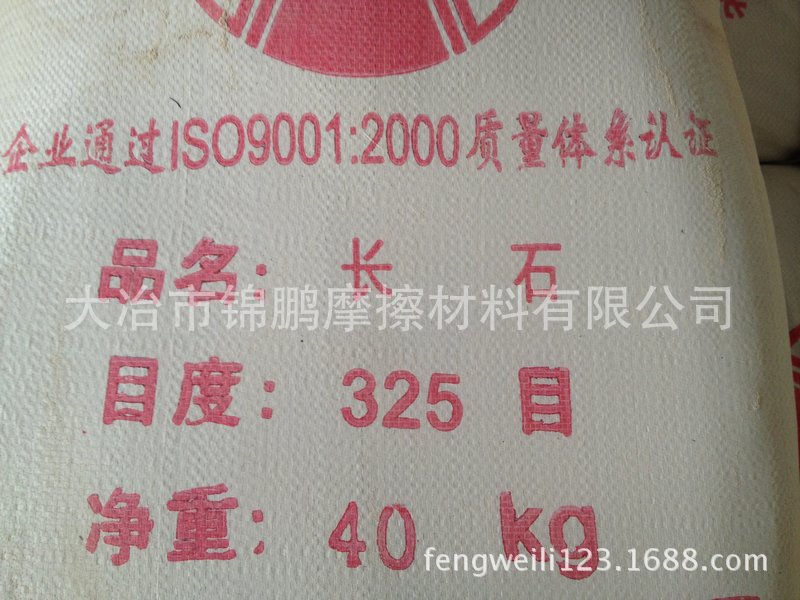 企业通过ISO9001:2000质量体系认证
品名: 长 石
大冶市锦鹏摩擦材料有限公司
目度: 325 目
净重: 40 kg
fengweili123.1688.com